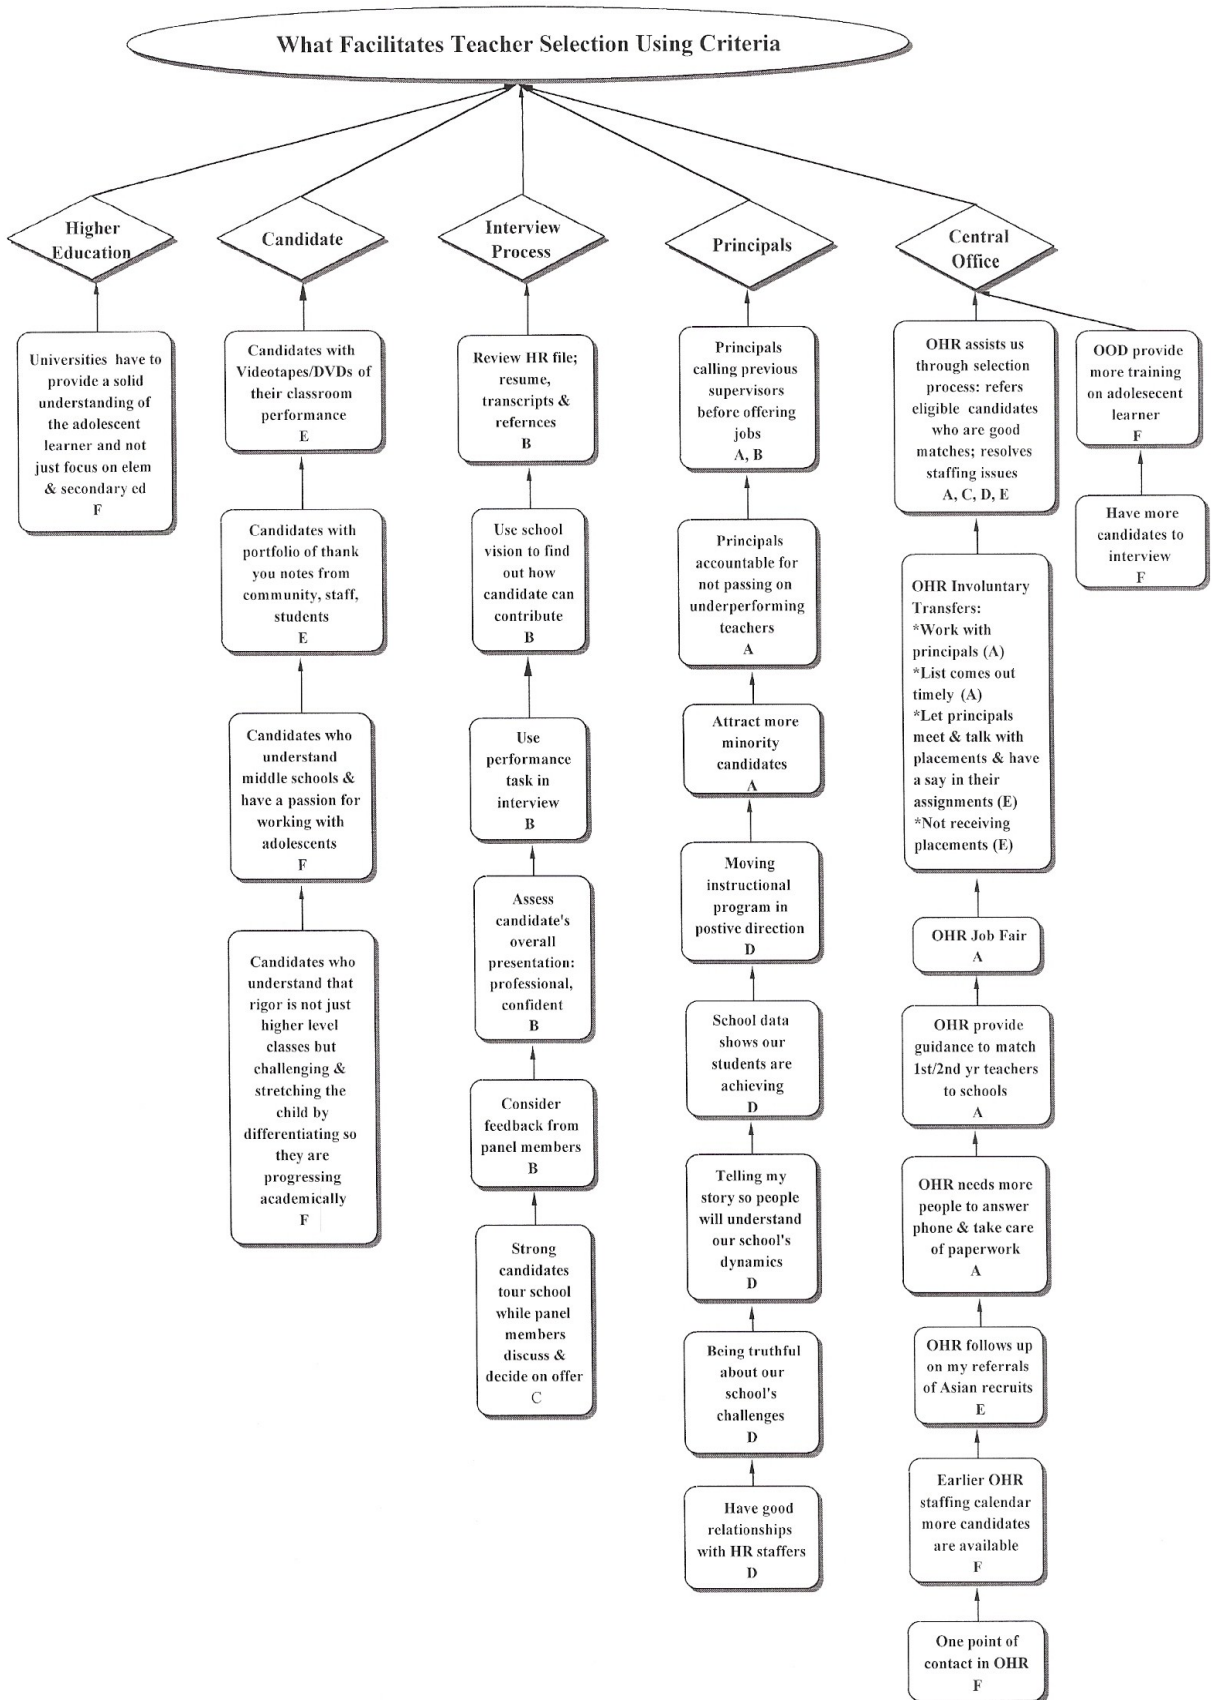 What Facilitates Teacher Selection Using Criteria
Higher
Education
Universities have to
provide a solid
understanding of
the adolescent
learner and not
just focus on elem
& secondary ed
F
Candidate
Candidates with
Videotapes/DVDs of
their classroom
performance
E
Candidates with
portfolio of thank
you notes from
community, staff,
students
E
Candidates who
understand
middle schools &
have a passion for
working with
adolescents
F
Candidates who
understand that
rigor is not just
higher level
classes but
challenging &
stretching the
child by
differentiating so
they are
progressing
academically
F
Interview
Process
Review HR file;
resume,
transcripts &
refernces
B
Use school
vision to find
out how
candidate can
contribute
B
Use
performance
task in
interview
B
Assess
candidate's
overall
presentation:
professional,
confident
B
Consider
feedback from
panel members
B
Strong
candidates
tour school
while panel
members
discuss &
decide on offer
C
Principals
Principals
calling previous
supervisors
before offering
jobs
A, B
Principals
accountable for
not passing on
underperforming
teachers
A
Attract more
minority
candidates
A
Moving
instructional
program in
postive direction
D
School data
shows our
students are
achieving
D
Telling my
story so people
will understand
our school's
dynamics
D
Being truthful
about our
school's
challenges
D
Have good
relationships
with HR staffers
D
Central
Office
OHR assists us
through selection
process: refers
eligible candidates
who are good
matches; resolves
staffing issues
A, C, D, E
OHR Involuntary
Transfers:
*Work with
principals (A)
*List comes out
timely (A)
*Let principals
meet & talk with
placements & have
a say in their
assignments (E)
*Not receiving
placements (E)
OHR Job Fair
A
OHR provide
guidance to match
1st/2nd yr teachers
to schools
A
OHR needs more
people to answer
phone & take care
of paperwork
A
OHR follows up
on my referrals
of Asian recruits
E
Earlier OHR
staffing calendar
more candidates
are available
F
One point of
contact in OHR
F
OOD provide
more training
on adolesecent
learner
F
Have more
candidates to
interview
F